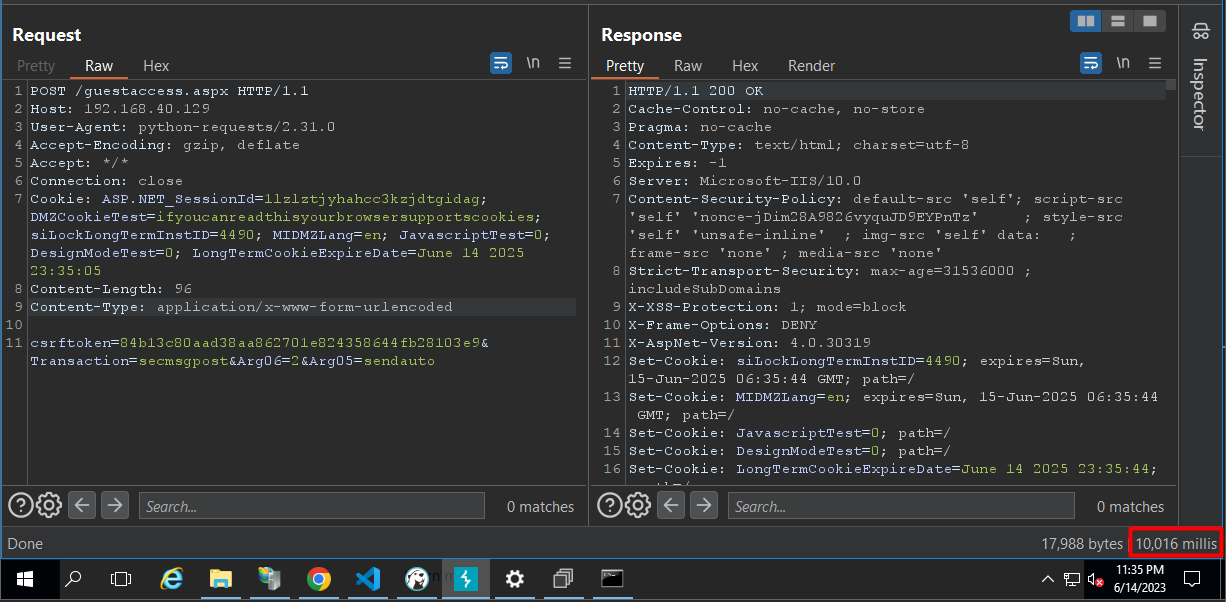 Request
Pretty Raw Hex \n
1 POST /guestaccess.aspx HTTP/1.1
2 Host: 192.168.40.129
3 User-Agent: python-requests/2.31.0
4 Accept-Encoding: gzip, deflate
5 Accept: */*
6 Connection: close
7 Cookie: ASP.NET_SessionId=1lzlztjyhahcc3kzjdtgidag;
DMZCookieTest=ifyoucanreadthisyourbrowsersupportscookies;
siLockLongTermInstID=4490; MIDMZLang=en; JavascriptTest=0;
DesignModeTest=0; LongTermCookieExpireDate=June 14 2025
23:35:05
8 Content-Length: 96
9 Content-Type: application/x-www-form-urlencoded
10
11 csrftoken=84b13c80aad38aa862701e824358644fb28103e9&
Transaction=secmsgpost&Arg06=2&Arg05=sendauto
Search...
0 matches
Response
Pretty Raw Hex Render \n
1 HTTP/1.1 200 OK
2 Cache-Control: no-cache, no-store
3 Pragma: no-cache
4 Content-Type: text/html; charset=utf-8
5 Expires: -1
6 Server: Microsoft-IIS/10.0
7 Content-Security-Policy: default-src 'self'; script-src
'self' 'nonce-jDim28A9826vyquJD9EYPnTz' ; style-src
'self' 'unsafe-inline' ; img-src 'self' data: ;
frame-src 'none' ; media-src 'none'
8 Strict-Transport-Security: max-age=31536000 ;
includeSubDomains
9 X-XSS-Protection: 1; mode=block
10 X-Frame-Options: DENY
11 X-AspNet-Version: 4.0.30319
12 Set-Cookie: siLockLongTermInstID=4490; expires=Sun,
15-Jun-2025 06:35:44 GMT; path=/
13 Set-Cookie: MIDMZLang=en; expires=Sun, 15-Jun-2025 06:35:44
GMT; path=/
14 Set-Cookie: JavascriptTest=0; path=/
15 Set-Cookie: DesignModeTest=0; path=/
16 Set-Cookie: LongTermCookieExpireDate=June 14 2025 23:35:44;
Search...
0 matches
Inspector
Done
17,988 bytes
10,016 millis
11:35 PM
6/14/2023